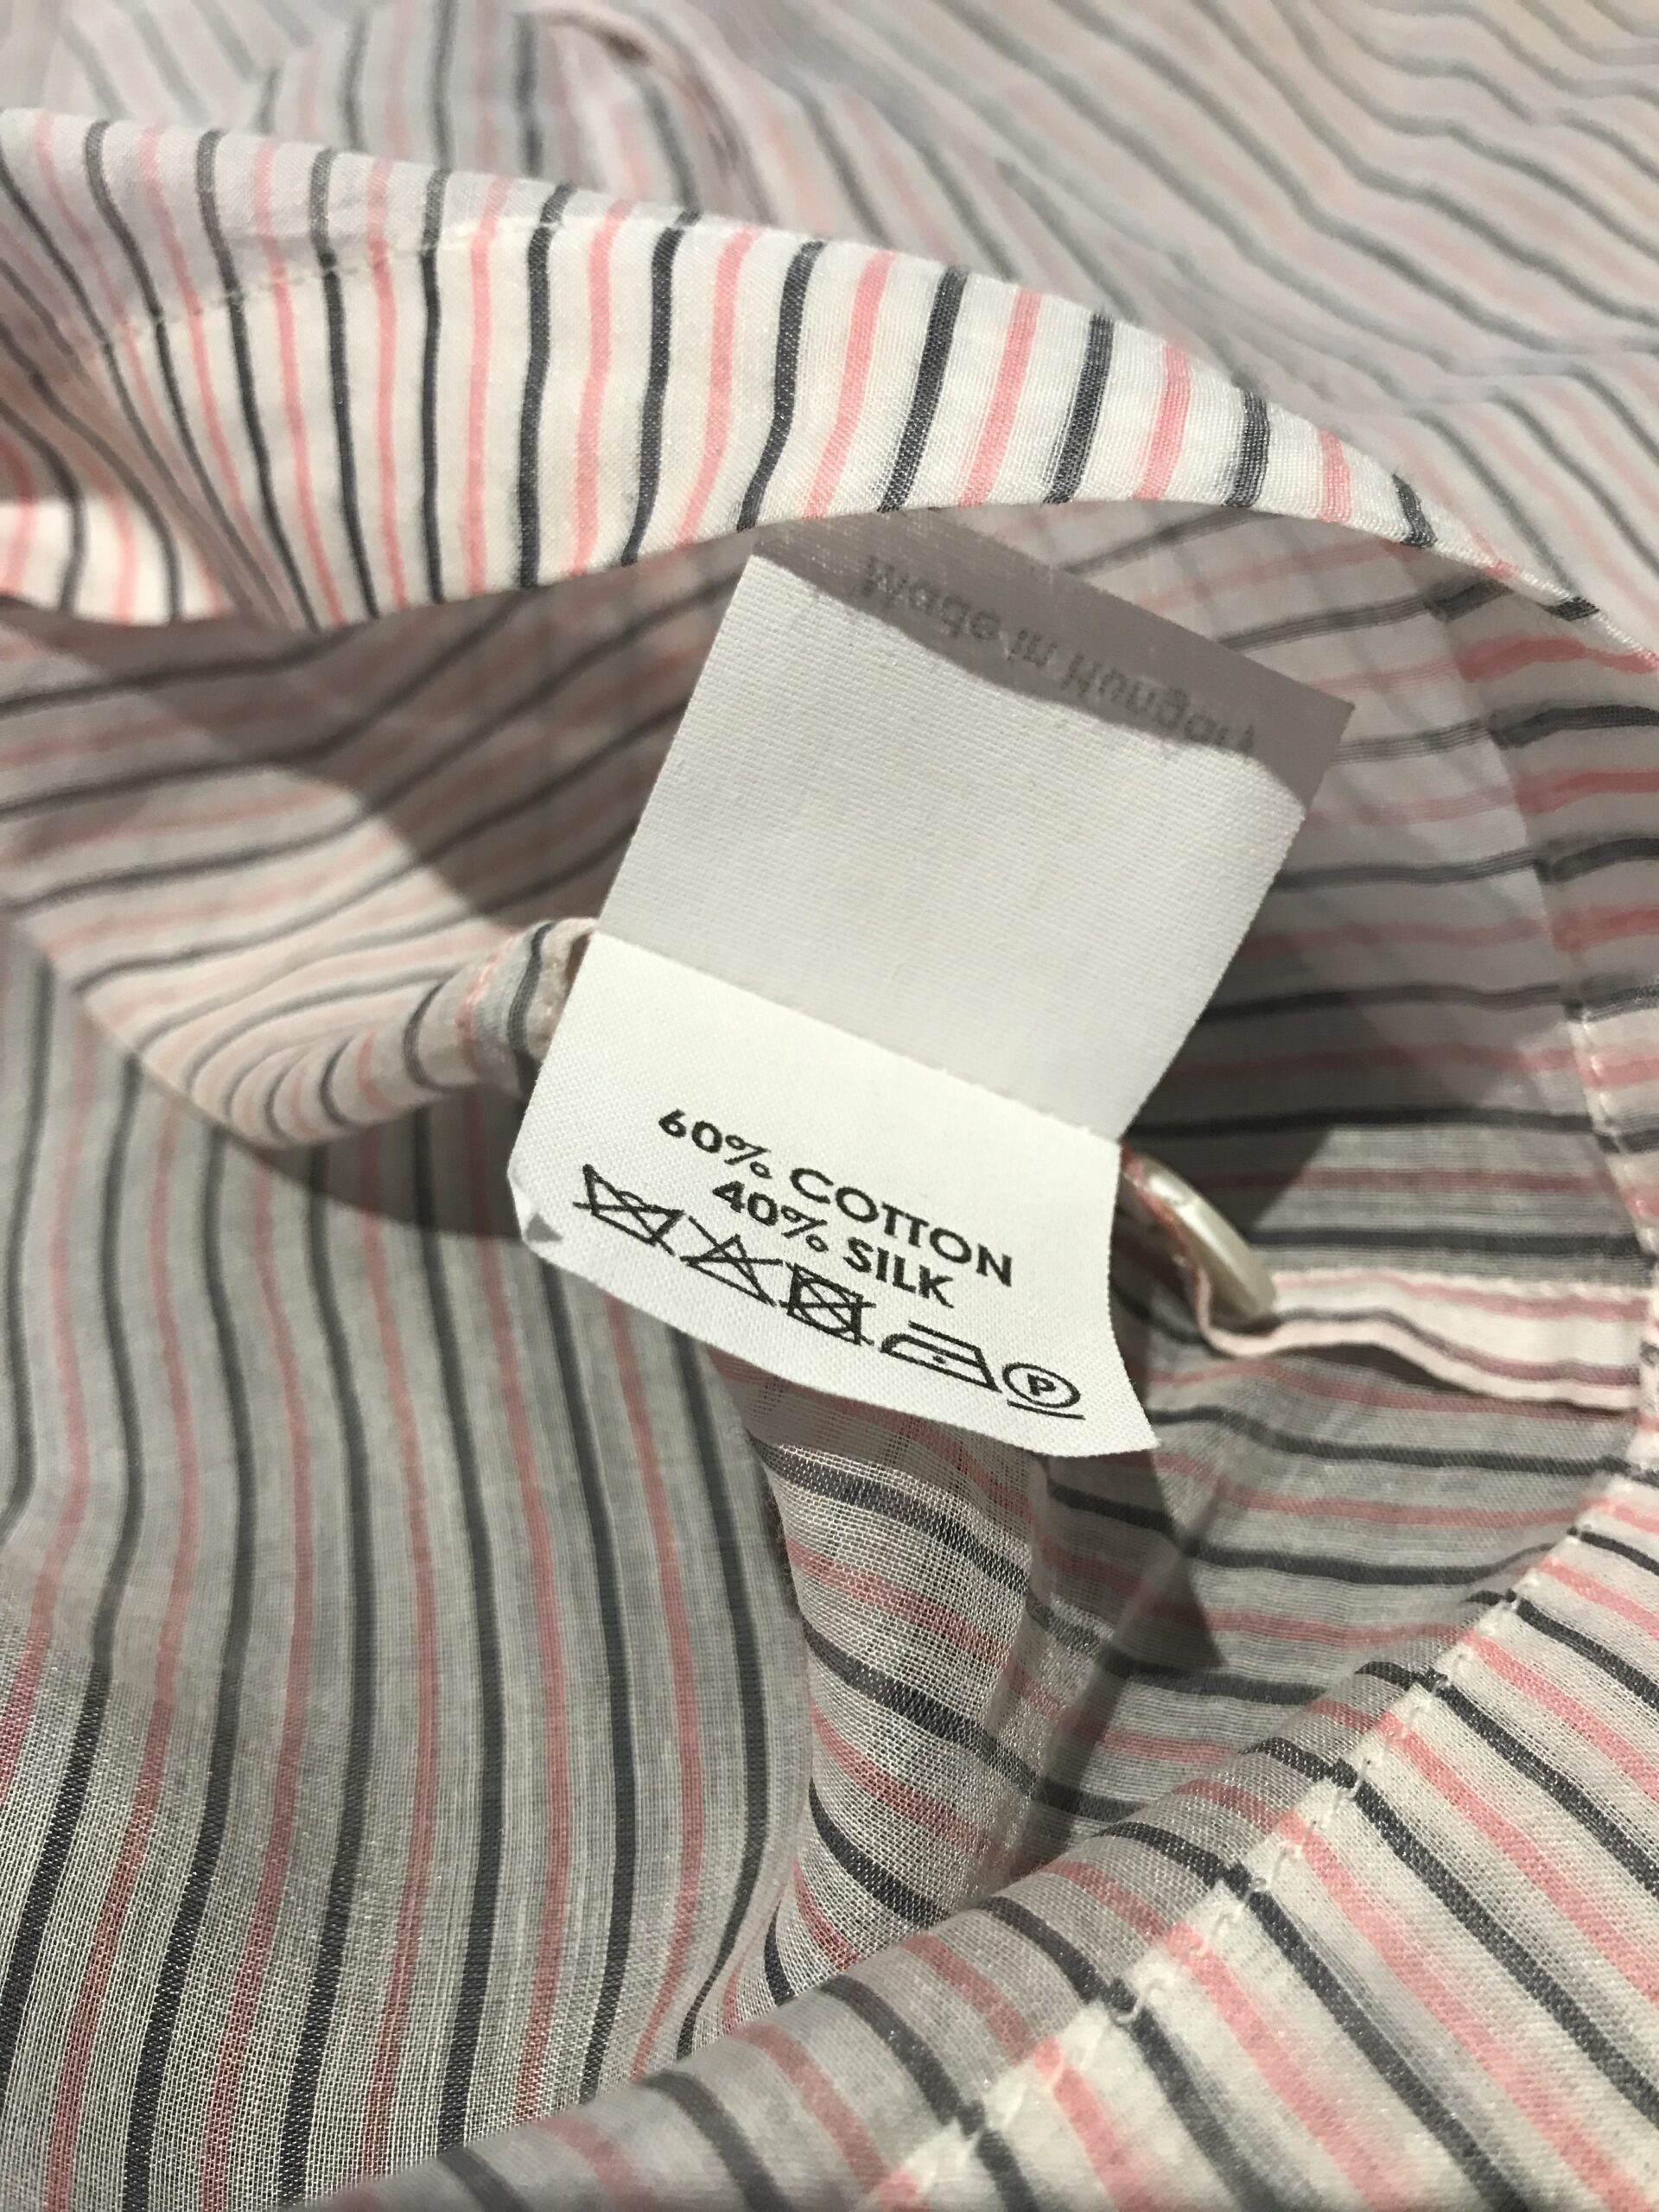 Made in Hungary
60% COTTON
40% SILK
P